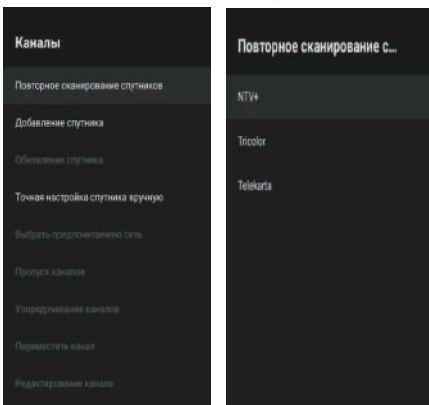 Каналы
Повторное сканирование спутников
Добавление спутника
Обновление спутника
Точная настройка спутника вручную
Выбрать предпочитаемую сеть
Пропуск каналов
Упорядочивание каналов
Переместить канал
Редактирование канала
Повторное сканирование с...
NTV+
Tricolor
Telekarta